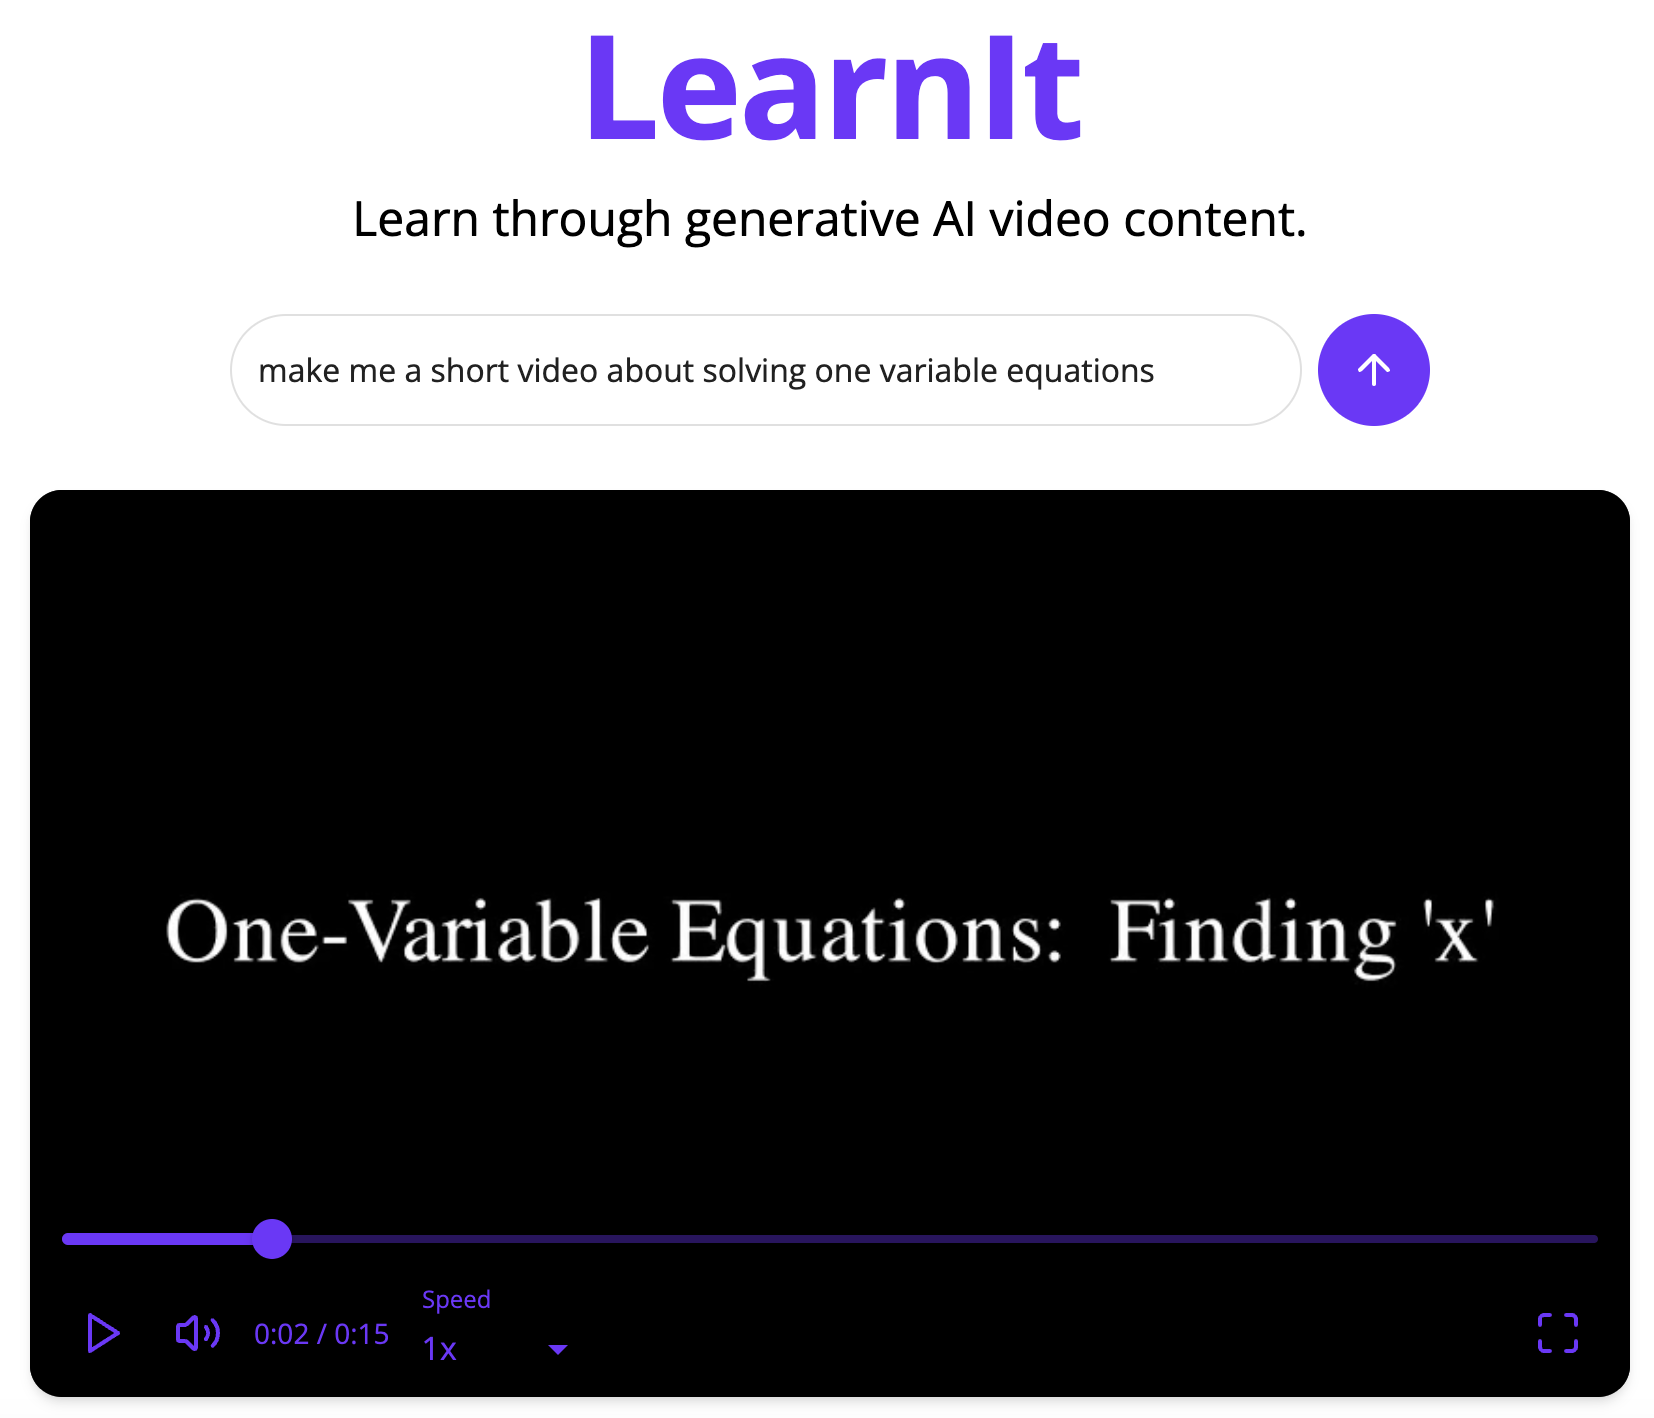 LearnIt
Learn through generative AI video content.
make me a short video about solving one variable equations
One-Variable Equations:  Finding 'x'
Speed
0:02 / 0:15
1x